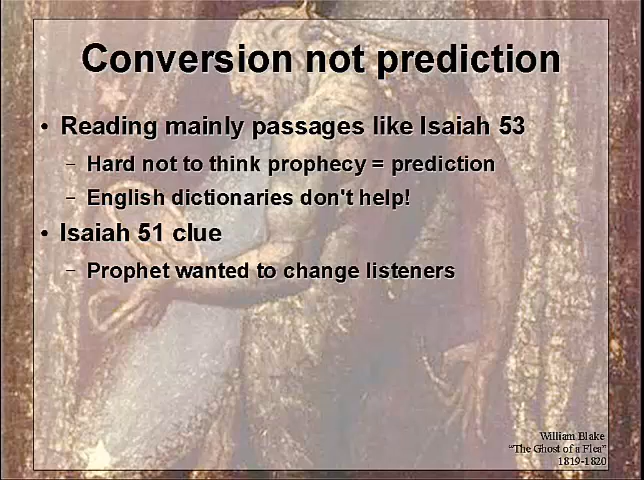 Conversion not prediction
• Reading mainly passages like Isaiah 53
– Hard not to think prophecy = prediction
– English dictionaries don't help!
• Isaiah 51 clue
– Prophet wanted to change listeners
William Blake
“The Ghost of a Flea”
1819-1820